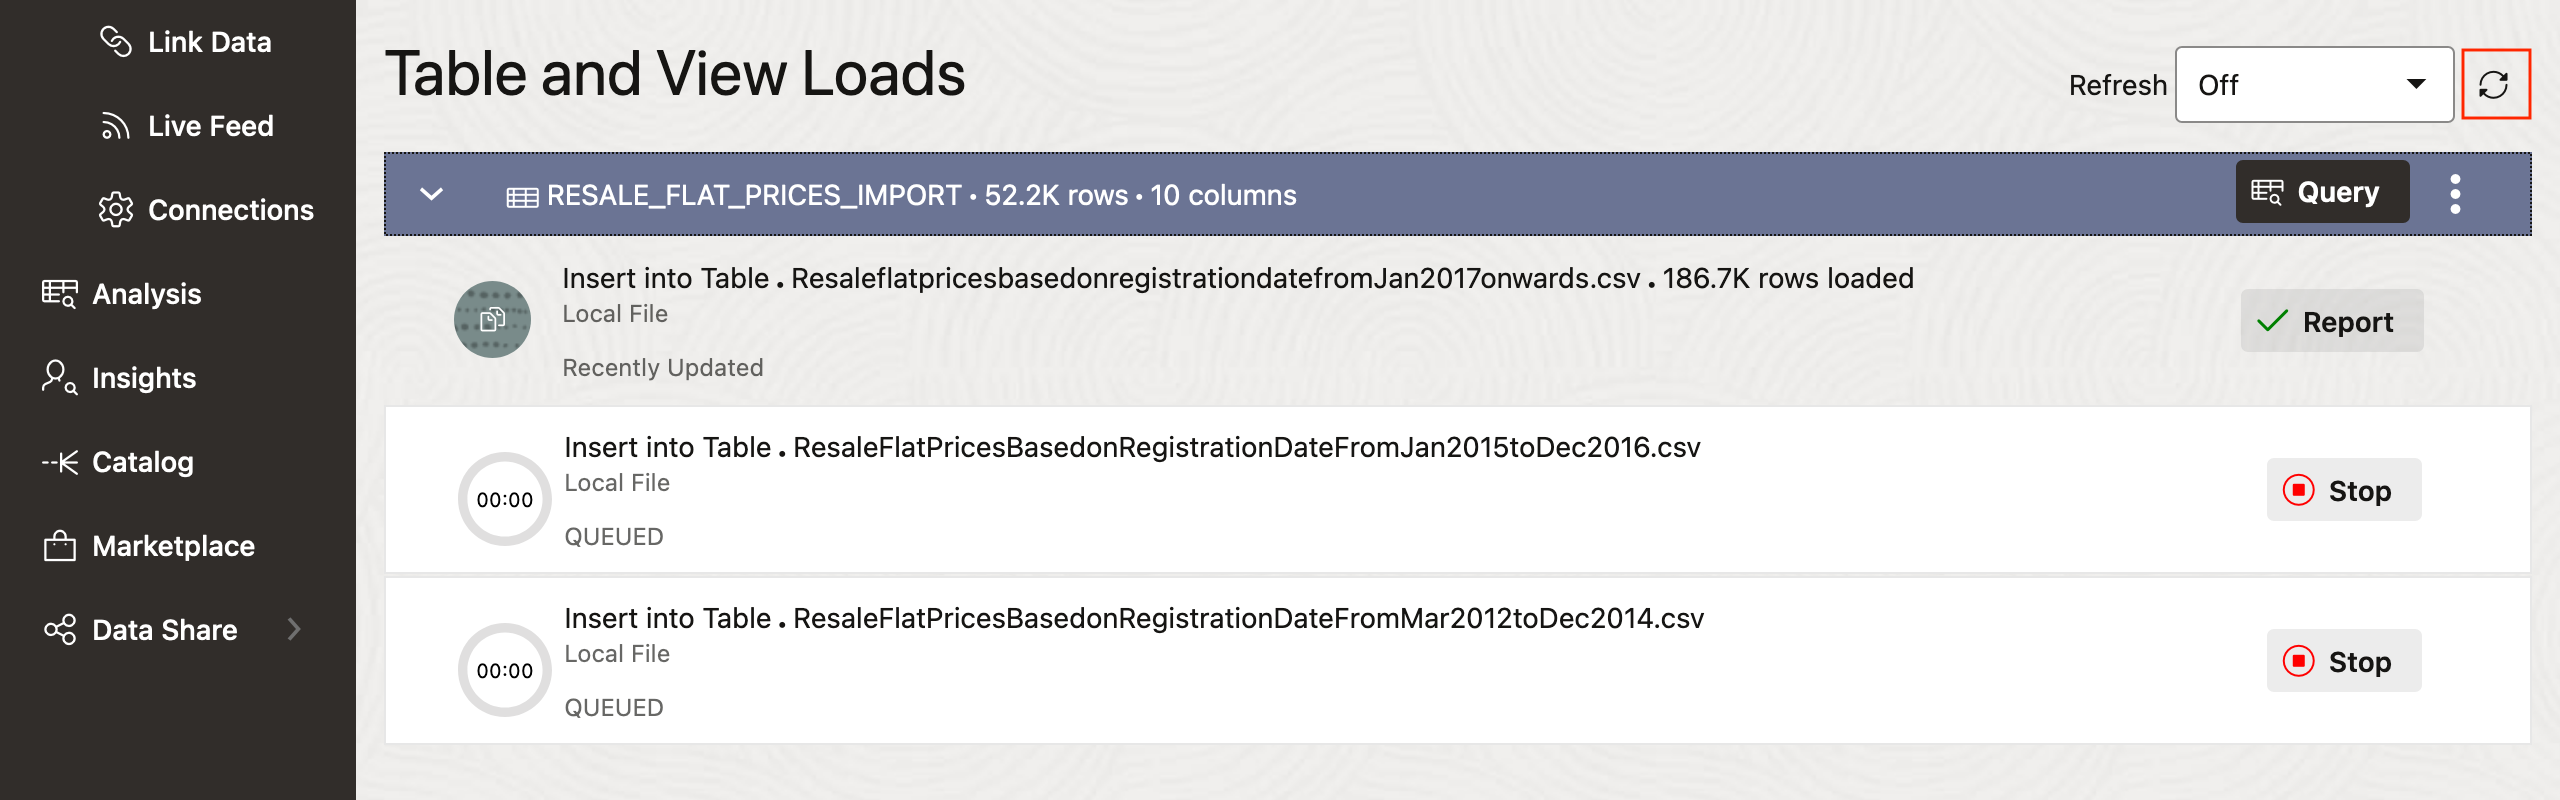 Link Data
Live Feed
Connections
Analysis
Insights
Catalog
Marketplace
Data Share
Table and View Loads
Refresh Off
RESALE_FLAT_PRICES_IMPORT • 52.2K rows • 10 columns
Query
Insert into Table • ResaleflatpricesbasedonregistrationdatefromJan2017onwards.csv • 186.7K rows loaded
Local File
Recently Updated
Report
Insert into Table • ResaleFlatPricesBasedonRegistrationDateFromJan2015toDec2016.csv
Local File
00:00
QUEUED
Stop
Insert into Table • ResaleFlatPricesBasedonRegistrationDateFromMar2012toDec2014.csv
Local File
00:00
QUEUED
Stop